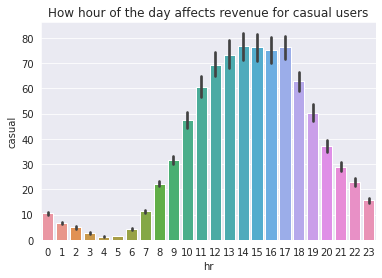 How hour of the day affects revenue for casual users
80
70
60
50
40
30
20
10
0
casual
0 1 2 3 4 5 6 7 8 9 10 11 12 13 14 15 16 17 18 19 20 21 22 23
hr